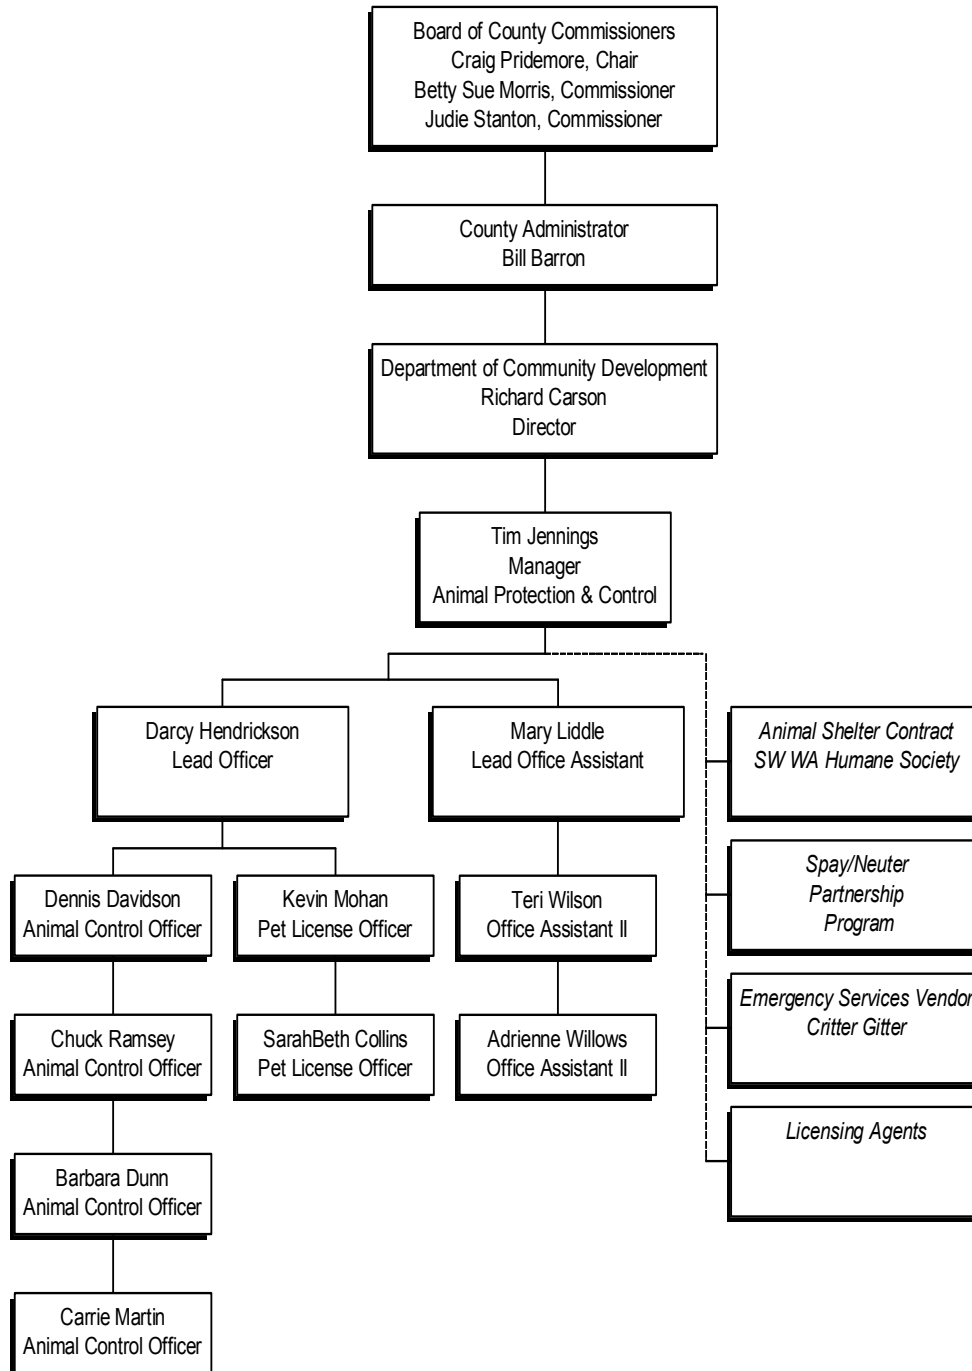 Board of County Commissioners
Craig Pridemore, Chair
Betty Sue Morris, Commissioner
Judie Stanton, Commissioner
County Administrator
Bill Barron
Department of Community Development
Richard Carson
Director
Tim Jennings
Manager
Animal Protection & Control
Darcy Hendrickson
Lead Officer
Mary Liddle
Lead Office Assistant
Animal Shelter Contract
SW WA Humane Society
Spay/Neuter
Partnership
Program
Dennis Davidson
Animal Control Officer
Kevin Mohan
Pet License Officer
Teri Wilson
Office Assistant II
Emergency Services Vendor
Critter Gitter
Chuck Ramsey
Animal Control Officer
SarahBeth Collins
Pet License Officer
Adrienne Willows
Office Assistant II
Licensing Agents
Barbara Dunn
Animal Control Officer
Carrie Martin
Animal Control Officer